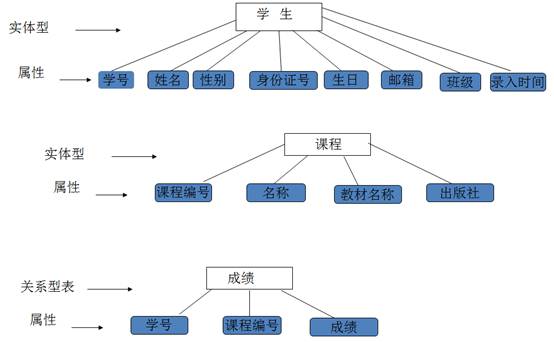 学 生
实体型
属性
学号 姓名 性别 身份证号 生日 邮箱 班级 录入时间
课程
实体型
属性
课程编号 名称 教材名称 出版社
成绩
关系型表
属性
学号 课程编号 成绩